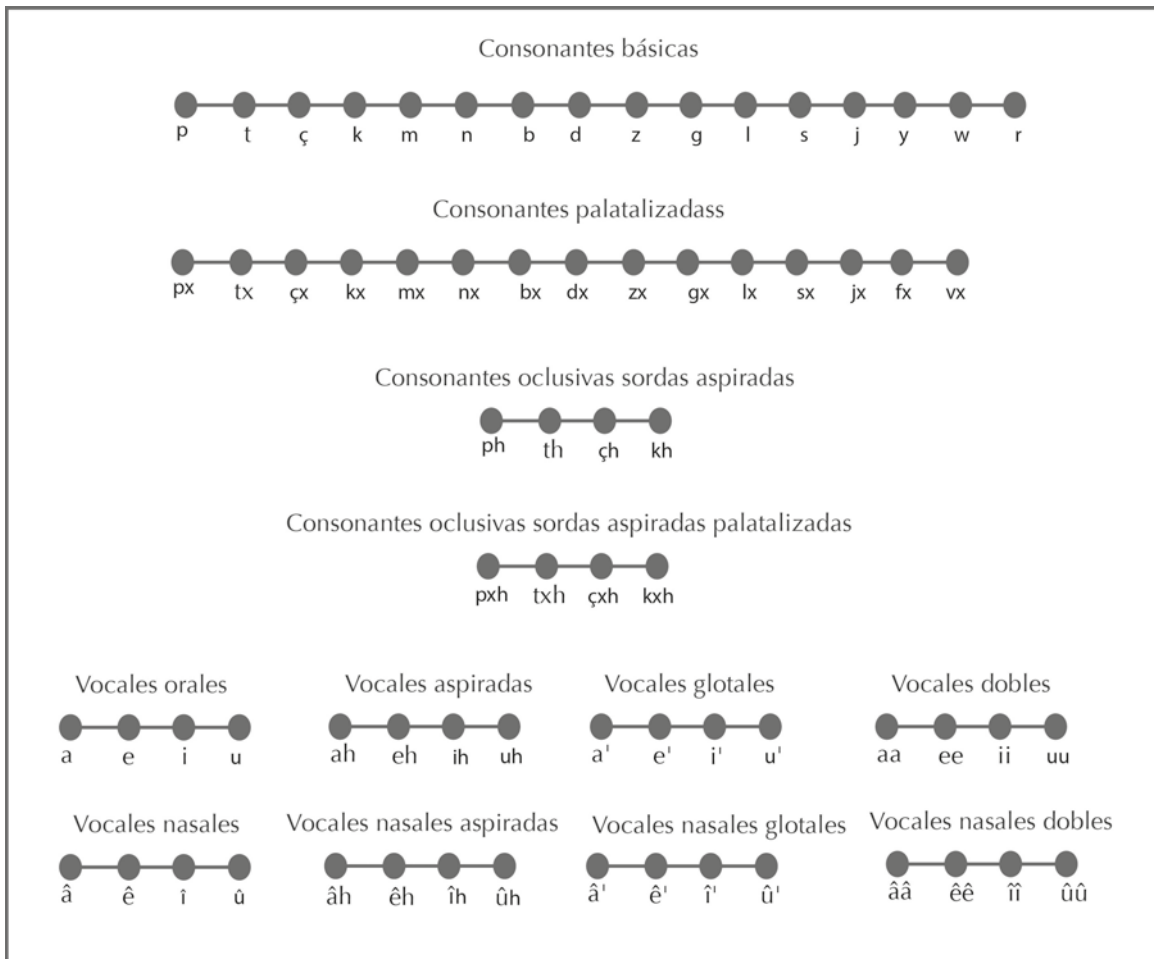 Consonantes básicas
p t ç k m n b d z g l s j y w r
Consonantes palatalizadass
px tx çx kx mx nx bx dx zx gx lx sx jx fx vx
Consonantes oclusivas sordas aspiradas
ph th çh kh
Consonantes oclusivas sordas aspiradas palatalizadas
pxh txh çxh kxh
Vocales orales Vocales aspiradas Vocales glotales Vocales dobles
a e i u ah eh ih uh a' e' i' u' aa ee ii uu
Vocales nasales Vocales nasales aspiradas Vocales nasales glotales Vocales nasales dobles
â ê î û âh êh îh ûh â' ê' î' û' ââ êê îî ûû